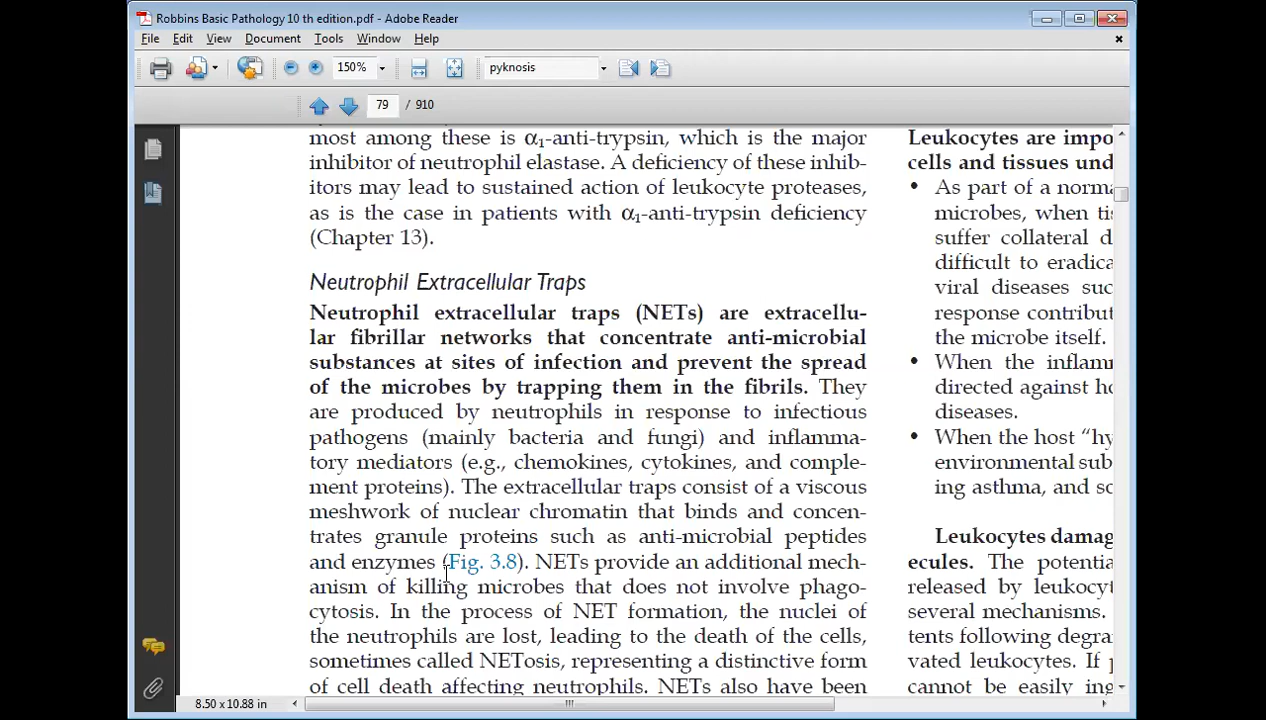 Robbins Basic Pathology 10 th edition.pdf - Adobe Reader
File Edit View Document Tools Window Help
150% pyknosis
79 / 910
most among these is α1-anti-trypsin, which is the major
inhibitor of neutrophil elastase. A deficiency of these inhib-
itors may lead to sustained action of leukocyte proteases,
as is the case in patients with α1-anti-trypsin deficiency
(Chapter 13).
Neutrophil Extracellular Traps
Neutrophil extracellular traps (NETs) are extracellu-
lar fibrillar networks that concentrate anti-microbial
substances at sites of infection and prevent the spread
of the microbes by trapping them in the fibrils. They
are produced by neutrophils in response to infectious
pathogens (mainly bacteria and fungi) and inflamma-
tory mediators (e.g., chemokines, cytokines, and comple-
ment proteins). The extracellular traps consist of a viscous
meshwork of nuclear chromatin that binds and concen-
trates granule proteins such as anti-microbial peptides
and enzymes (Fig. 3.8). NETs provide an additional mech-
anism of killing microbes that does not involve phago-
cytosis. In the process of NET formation, the nuclei of
the neutrophils are lost, leading to the death of the cells,
sometimes called NETosis, representing a distinctive form
of cell death affecting neutrophils. NETs also have been
Leukocytes are impo
cells and tissues und
• As part of a norma
microbes, when tis
suffer collateral d
difficult to eradica
viral diseases suc
response contribut
the microbe itself.
• When the inflamm
directed against ho
diseases.
• When the host “hy
environmental sub
ing asthma, and so
Leukocytes damag
ecules. The potentia
released by leukocyt
several mechanisms.
tents following degra
vated leukocytes. If p
cannot be easily ing
8.50 x 10.88 in